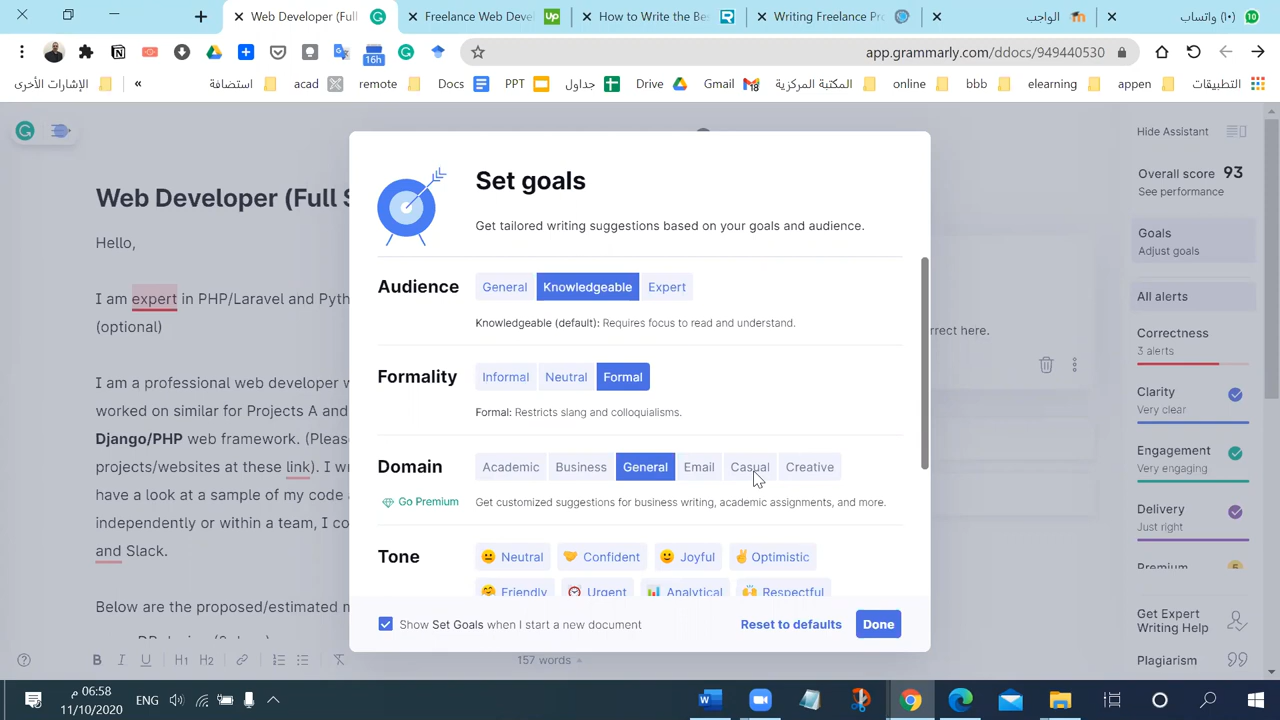 Web Developer (Full
Freelance Web Deve
How to Write the Be
Writing Freelance Pro
الواجب
(١٠) واتساب
16h
app.grammarly.com/ddocs/949440530
الإشارات الأخرى
«
استضافة
acad
remote
Docs
PPT
جداول
Drive
Gmail
المكتبة المركزية
online
bbb
elearning
appen
التطبيقات
Hide Assistant
Web Developer (Full S
Hello,
I am expert in PHP/Laravel and Pyth
(optional)
I am a professional web developer w
worked on similar for Projects A and
Django/PHP web framework. (Pleas
projects/websites at these link). I w
have a look at a sample of my code
independently or within a team, I co
and Slack.
Below are the proposed/estimated m
Set goals
Get tailored writing suggestions based on your goals and audience.
Audience
General
Knowledgeable
Expert
Knowledgeable (default): Requires focus to read and understand.
Formality
Informal
Neutral
Formal
Formal: Restricts slang and colloquialisms.
Domain
Academic
Business
General
Email
Casual
Creative
Go Premium
Get customized suggestions for business writing, academic assignments, and more.
Tone
Neutral
Confident
Joyful
Optimistic
Friendly
Urgent
Analytical
Respectful
Show Set Goals when I start a new document
Reset to defaults
Done
rrect here.
Overall score 93
See performance
Goals
Adjust goals
All alerts
Correctness
3 alerts
Clarity
Very clear
Engagement
Very engaging
Delivery
Just right
Premium
Get Expert
Writing Help
Plagiarism
B I U H1 H2
157 words
06:58 م
11/10/2020
ENG